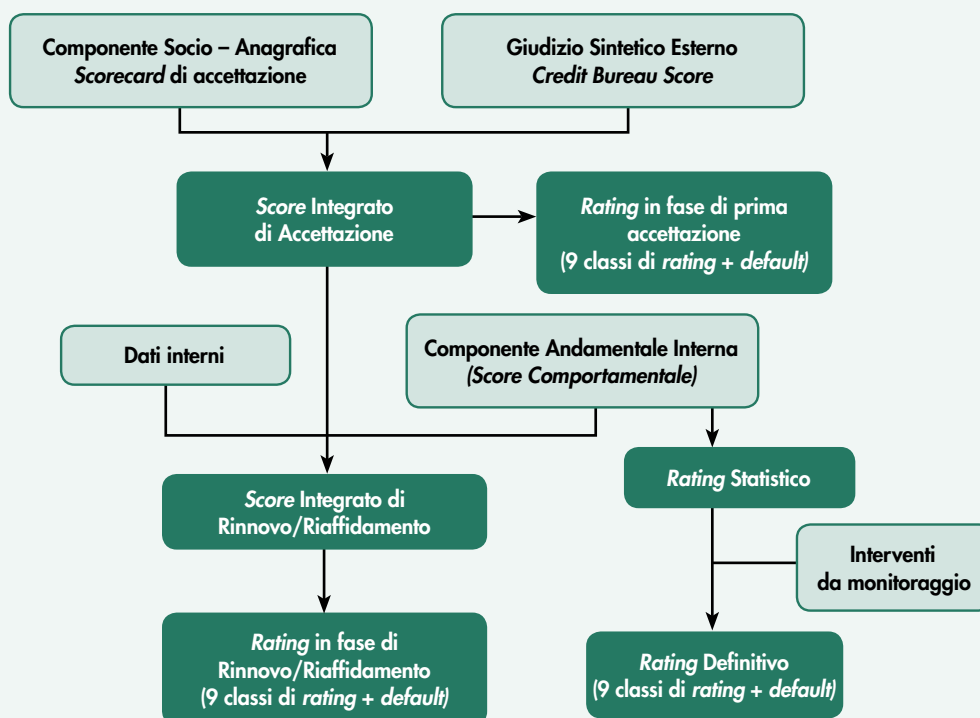 Componente Socio – Anagrafica
Scorecard di accettazione
Giudizio Sintetico Esterno
Credit Bureau Score
Score Integrato
di Accettazione
Rating in fase di prima
accettazione
(9 classi di rating + default)
Dati interni
Componente Andamentale Interna
(Score Comportamentale)
Score Integrato di
Rinnovo/Riaffidamento
Rating Statistico
Interventi
da monitoraggio
Rating in fase di
Rinnovo/Riaffidamento
(9 classi di rating + default)
Rating Definitivo
(9 classi di rating + default)